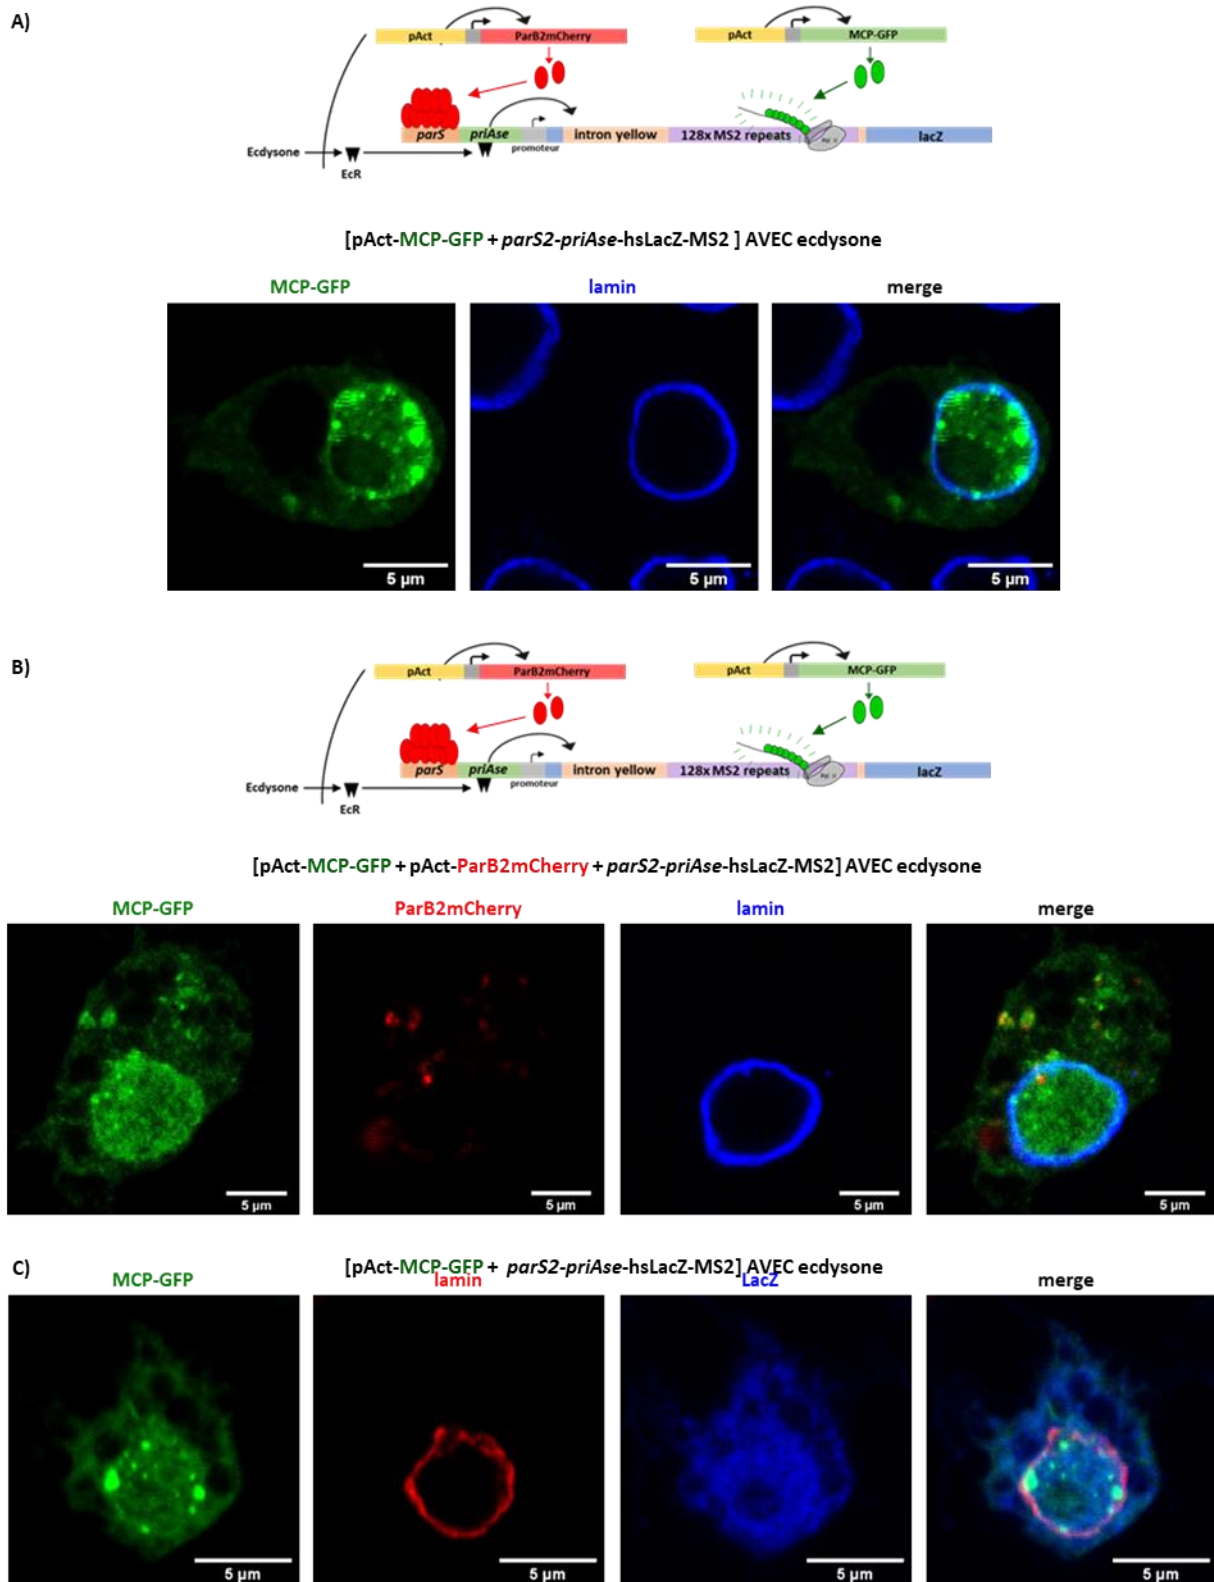 A)
pAct ParB2mCherry pAct MCP-GFP
parS priAse promoteur intron yellow 128x MS2 repeats Pol II lacZ
Ecdysone
EcR
[pAct-MCP-GFP + parS2-priAse-hsLacZ-MS2 ] AVEC ecdysone
MCP-GFP lamin merge
5 µm 5 µm 5 µm
B)
pAct ParB2mCherry pAct MCP-GFP
parS priAse promoteur intron yellow 128x MS2 repeats Pol II lacZ
Ecdysone
EcR
[pAct-MCP-GFP + pAct-ParB2mCherry + parS2-priAse-hsLacZ-MS2] AVEC ecdysone
MCP-GFP ParB2mCherry lamin merge
5 µm 5 µm 5 µm 5 µm
C) [pAct-MCP-GFP + parS2-priAse-hsLacZ-MS2] AVEC ecdysone
MCP-GFP lamin LacZ merge
5 µm 5 µm 5 µm 5 µm